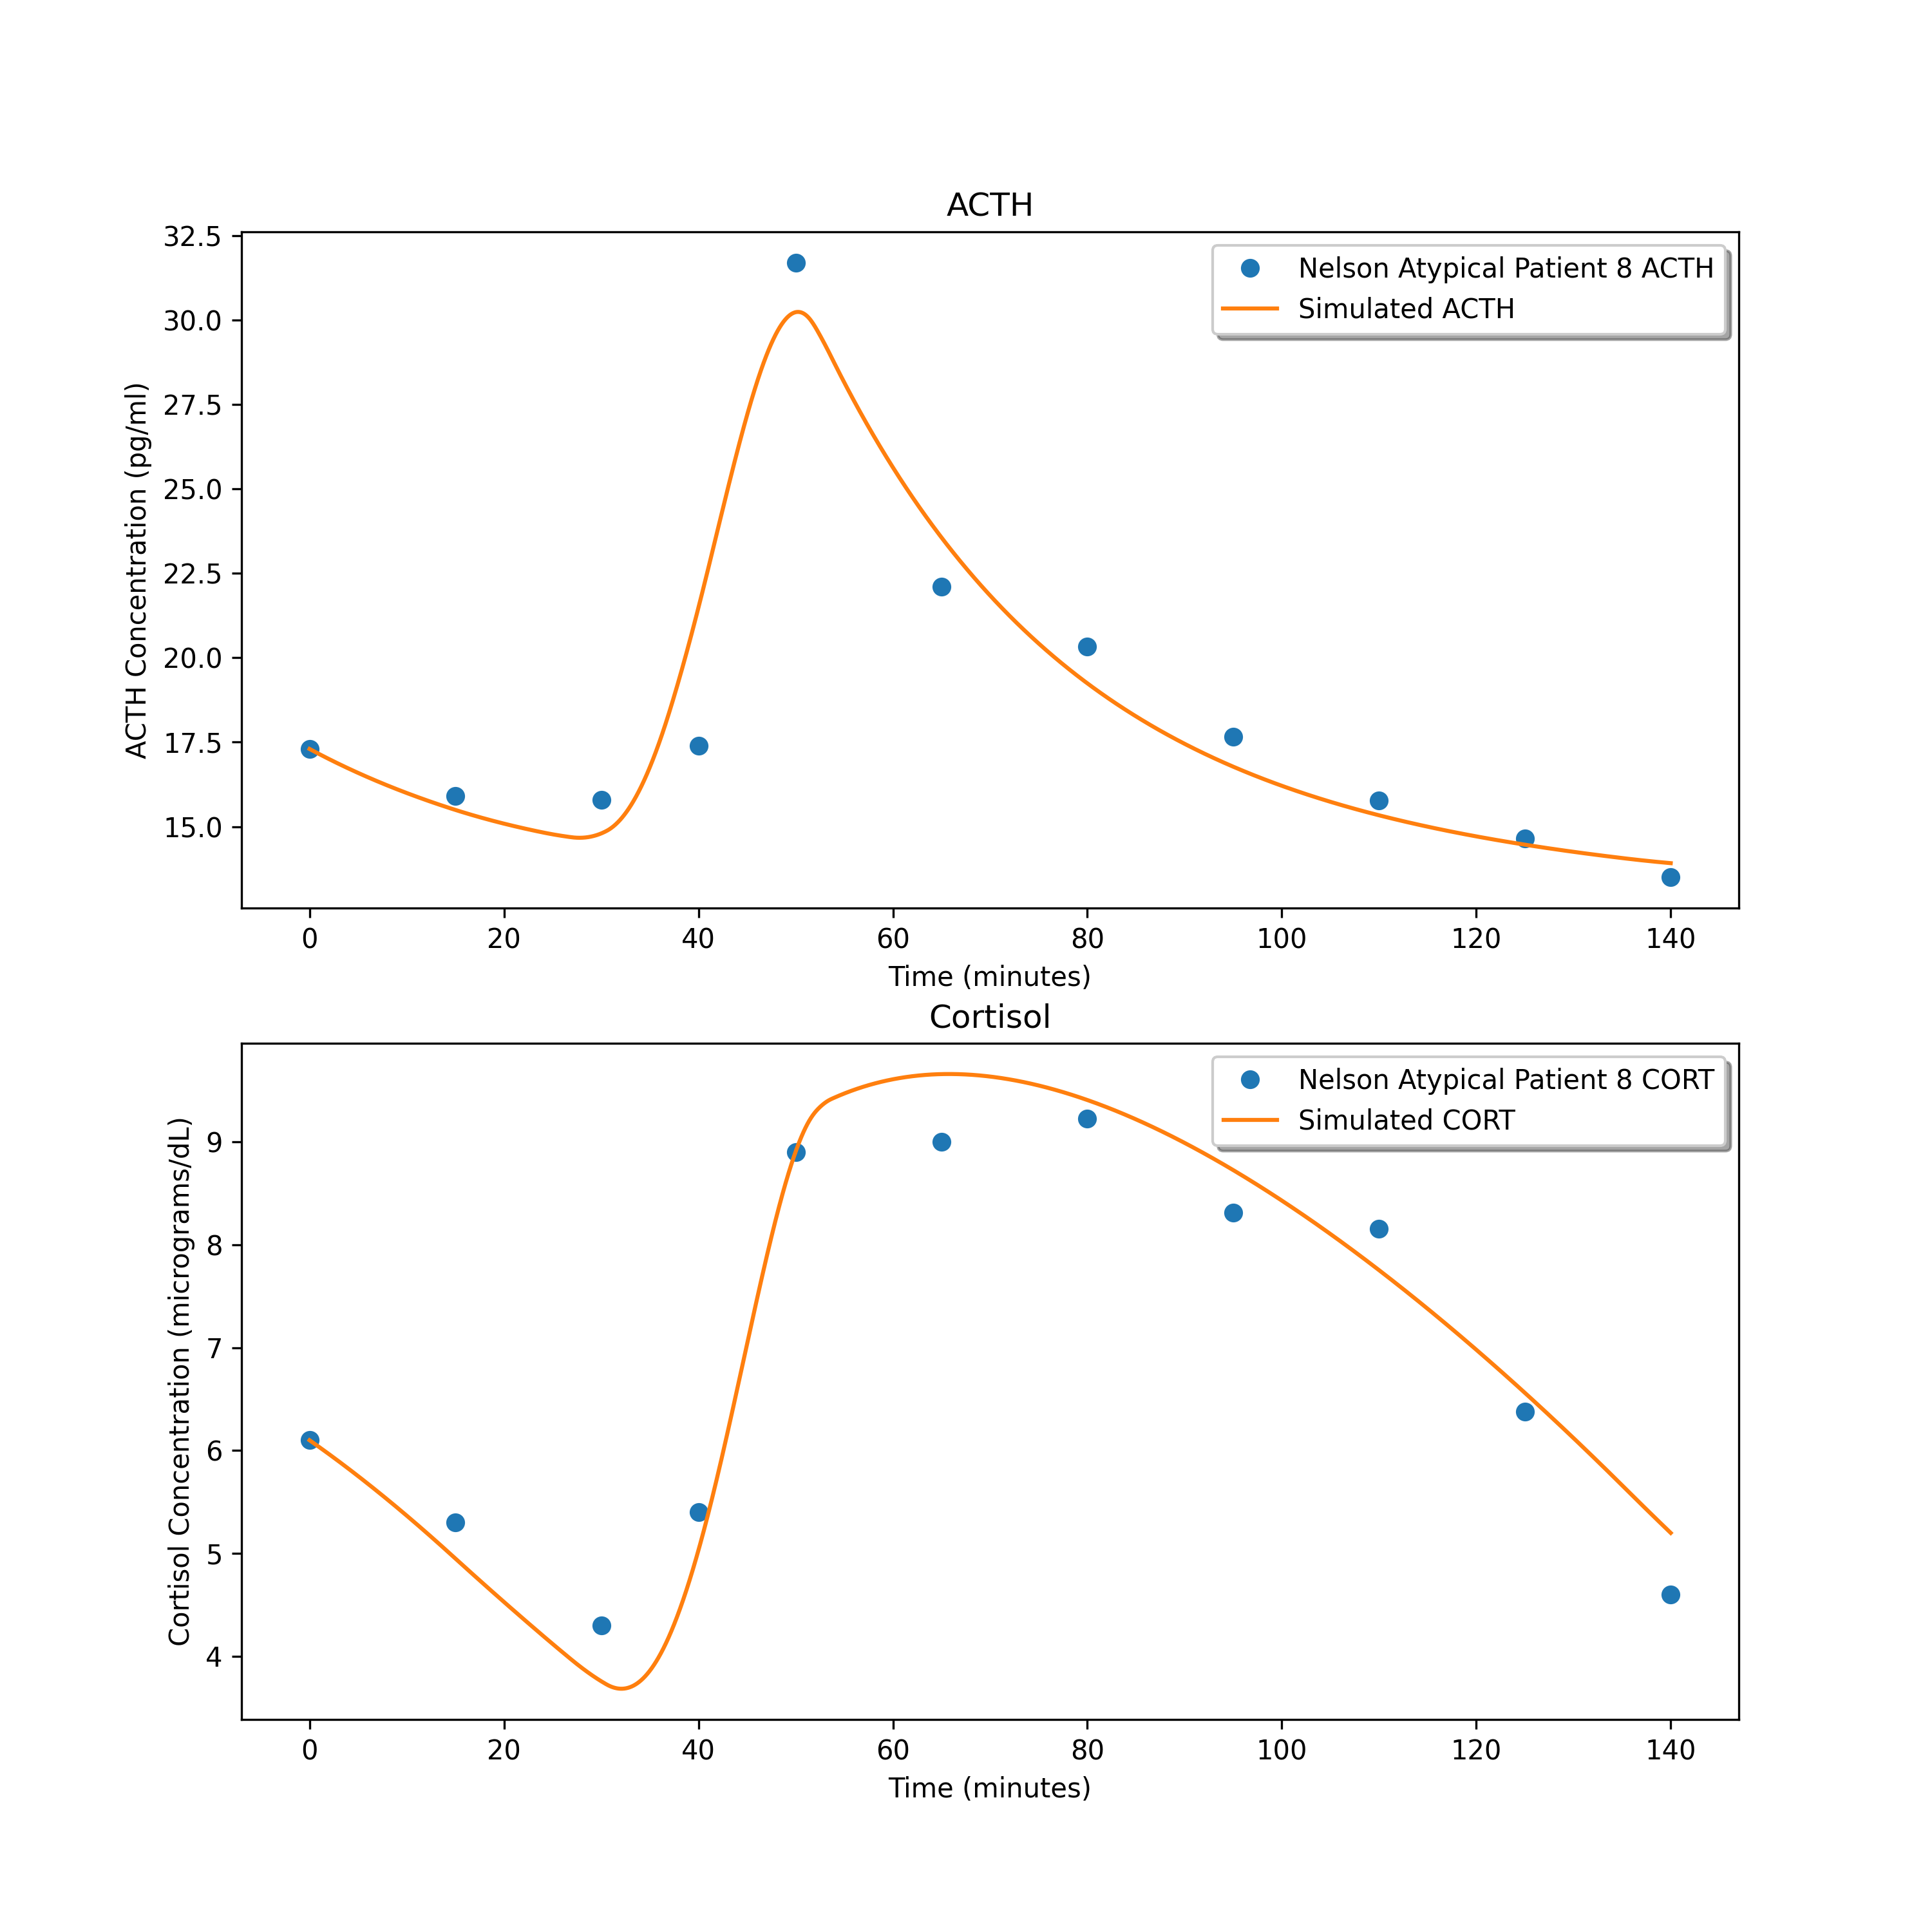 ACTH
32.5
30.0
27.5
25.0
22.5
20.0
17.5
15.0
ACTH Concentration (pg/ml)
Nelson Atypical Patient 8 ACTH
Simulated ACTH
0 20 40 60 80 100 120 140
Time (minutes)
Cortisol
9
8
7
6
5
4
Cortisol Concentration (micrograms/dL)
Nelson Atypical Patient 8 CORT
Simulated CORT
0 20 40 60 80 100 120 140
Time (minutes)